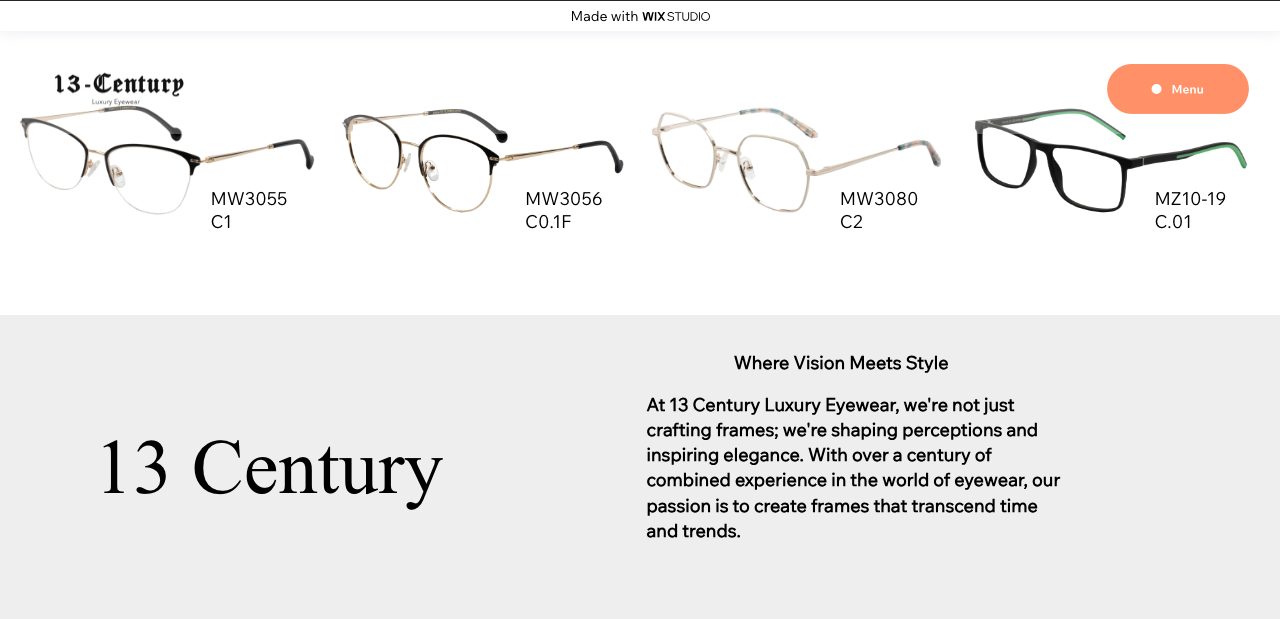 Made with WIX STUDIO
13-Century
Luxury Eyewear
Menu
MW3055
C1
MW3056
C0.1F
MW3080
C2
MZ10-19
C.01
13 Century
Where Vision Meets Style
At 13 Century Luxury Eyewear, we're not just
crafting frames; we're shaping perceptions and
inspiring elegance. With over a century of
combined experience in the world of eyewear, our
passion is to create frames that transcend time
and trends.